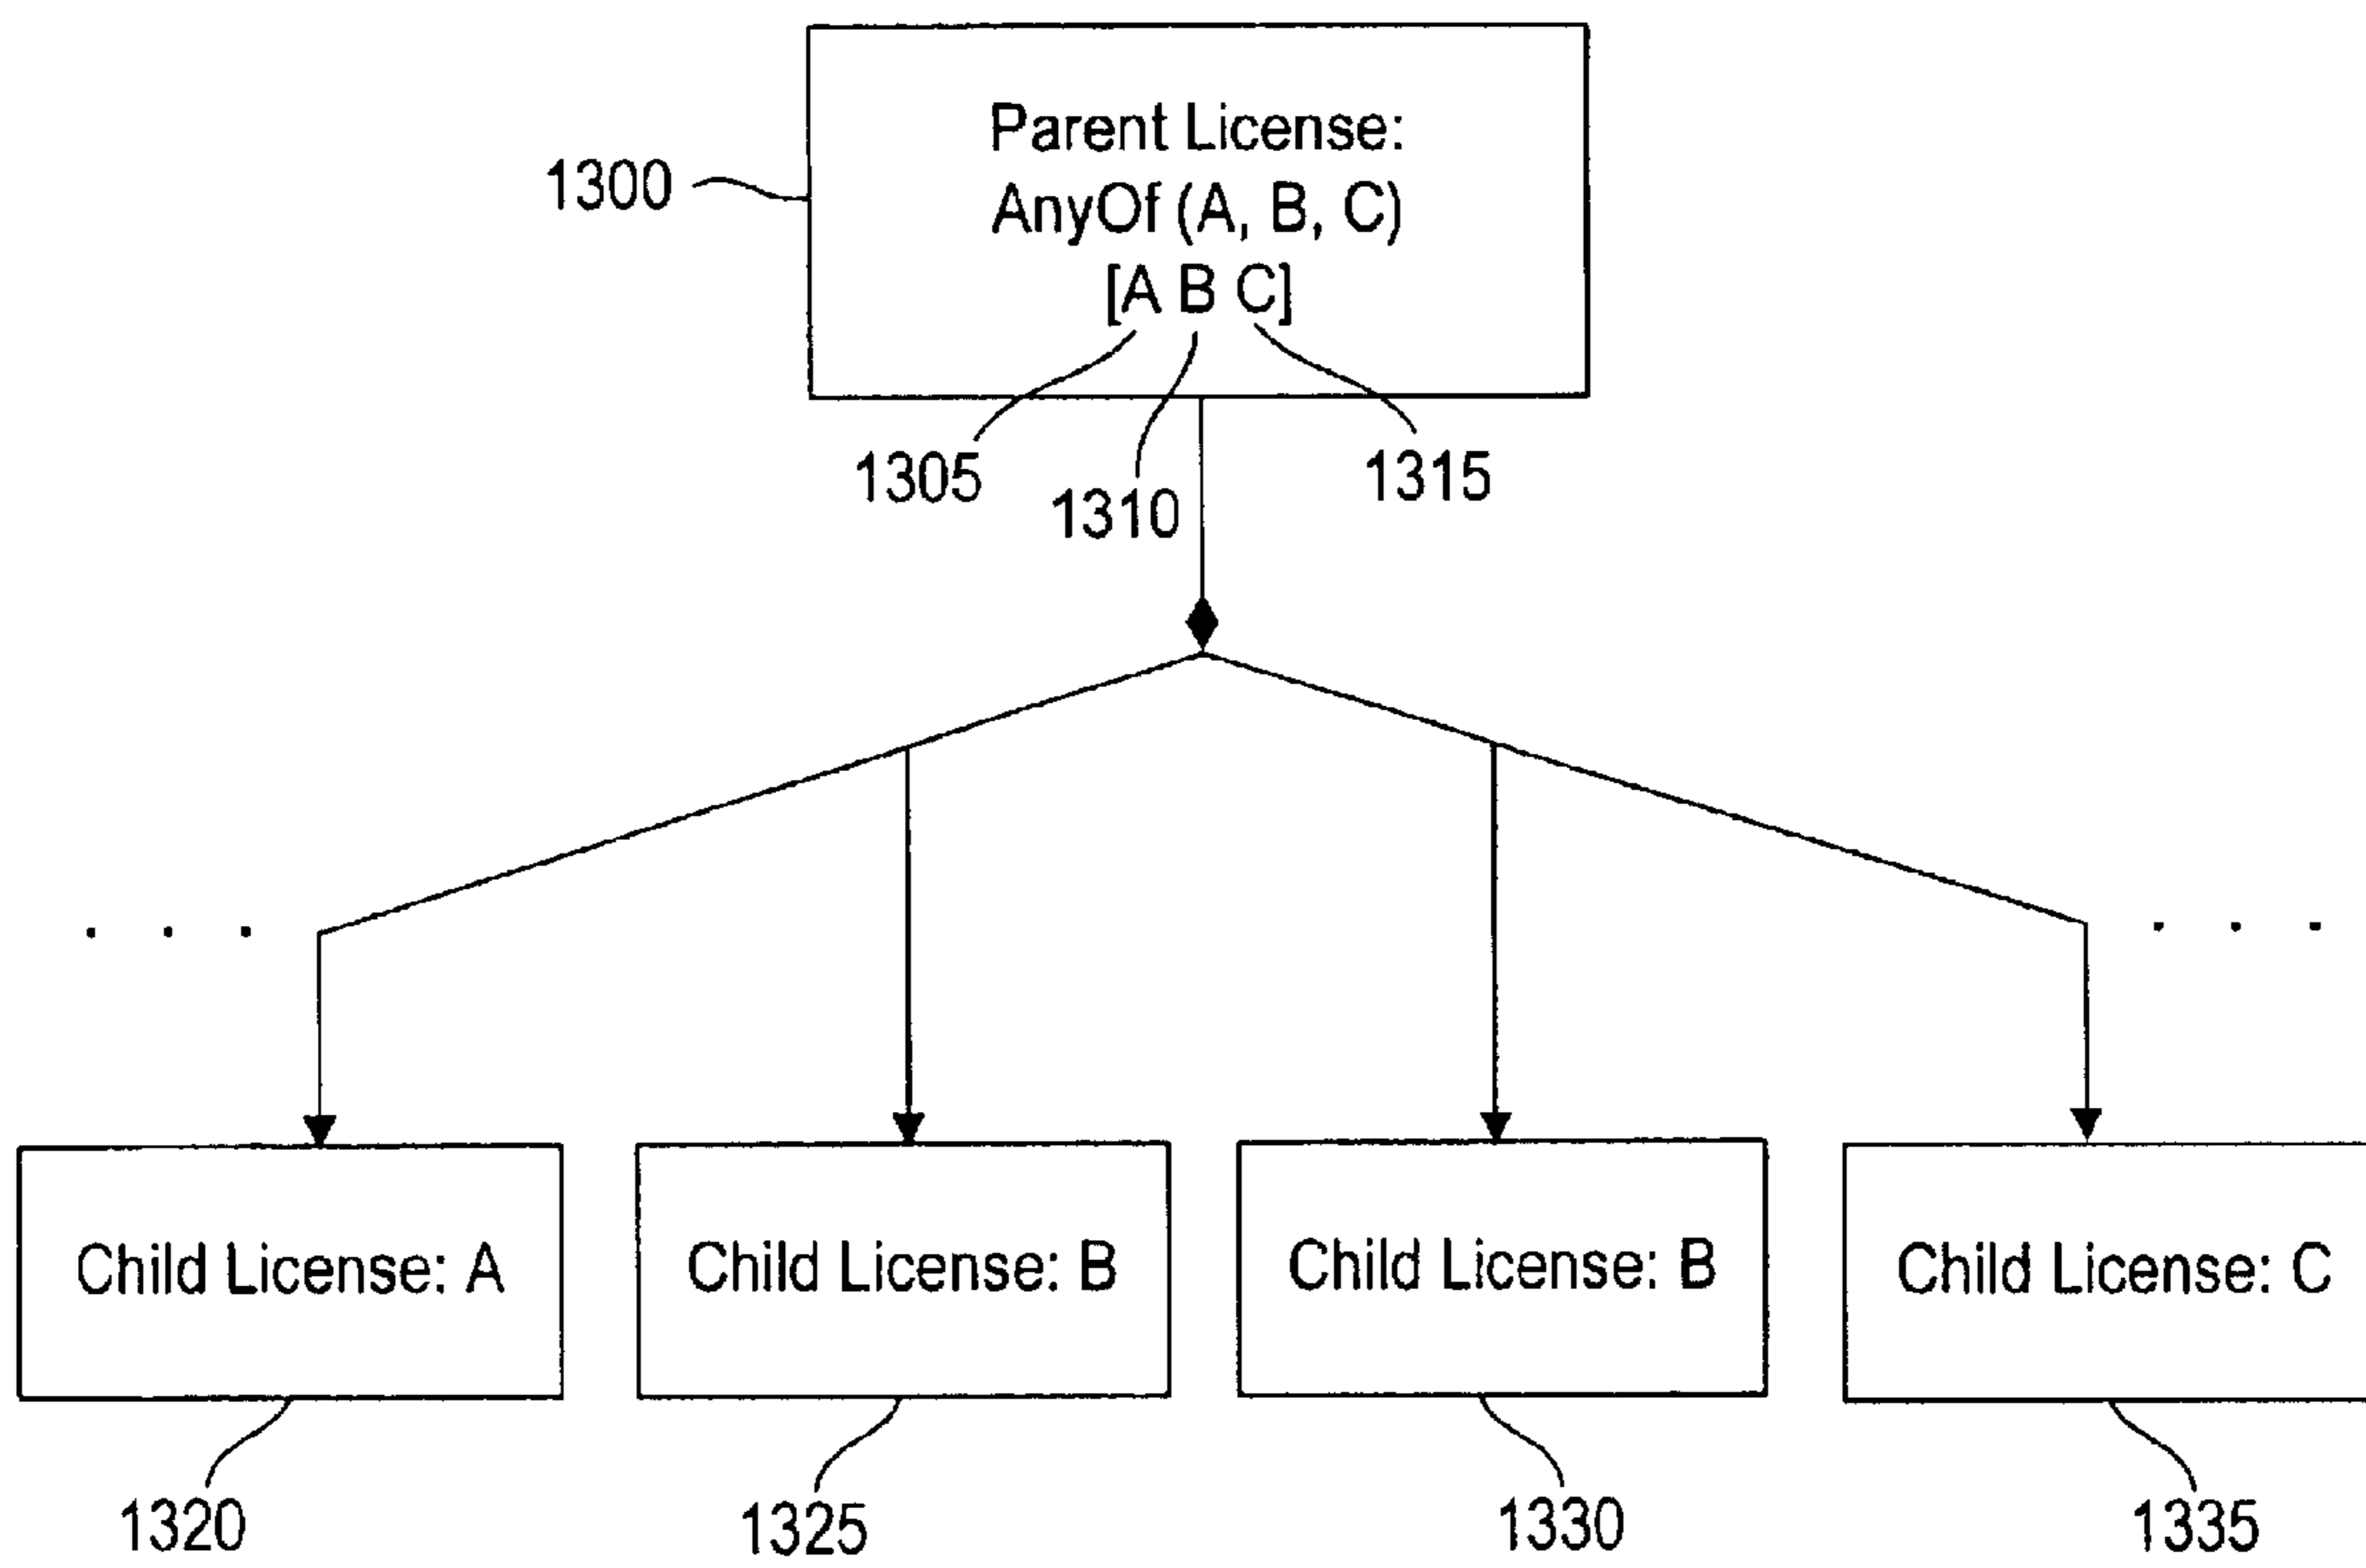 Parent License:
1300
AnyOf (A, B, C)
[A B C]
1305
1310
1315
. . .
. . .
Child License: A
Child License: B
Child License: B
Child License: C
1320
1325
1330
1335